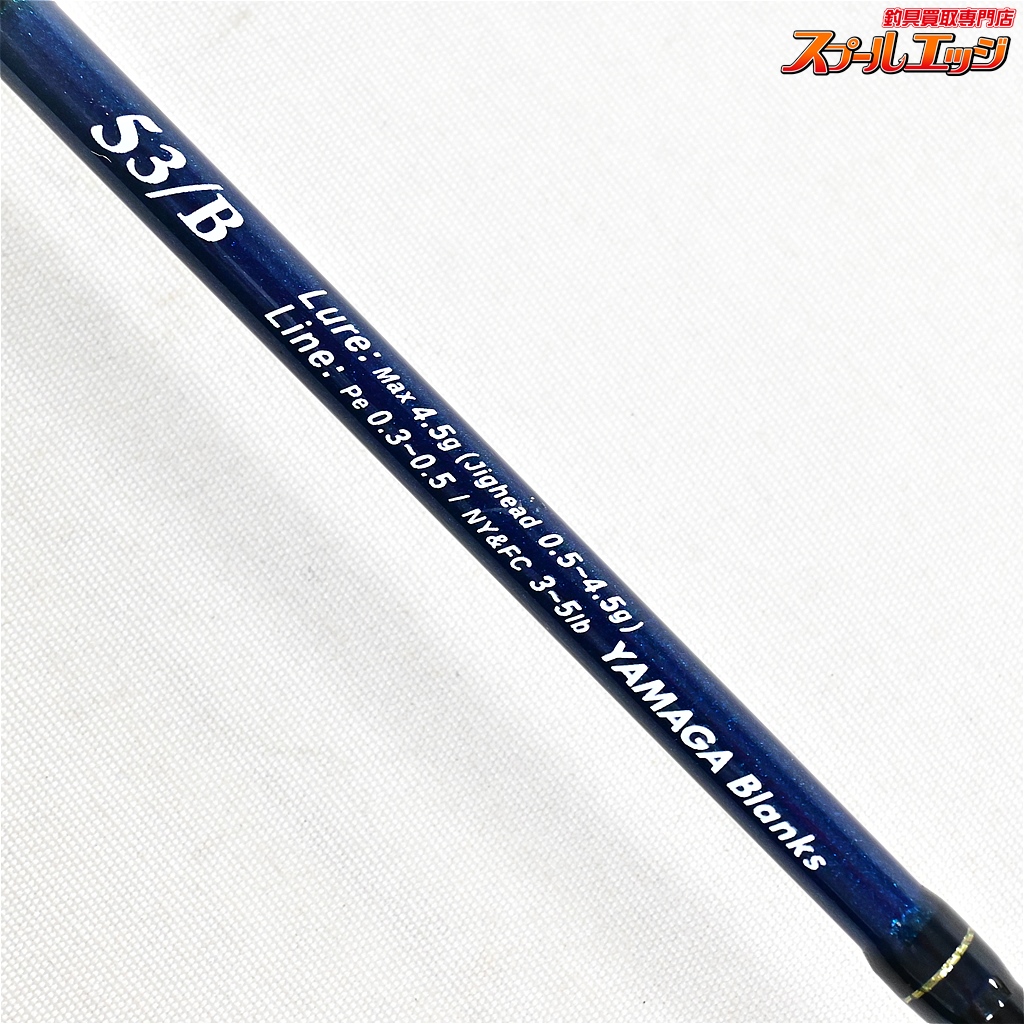 釣具買取専門店
スプールエッジ
53/B
Lure: Max 4.5g (Jighead 0.5~4.5g)
Line: Pe 0.3~0.5 / NY&FC 3~5lb
YAMAGA Blanks